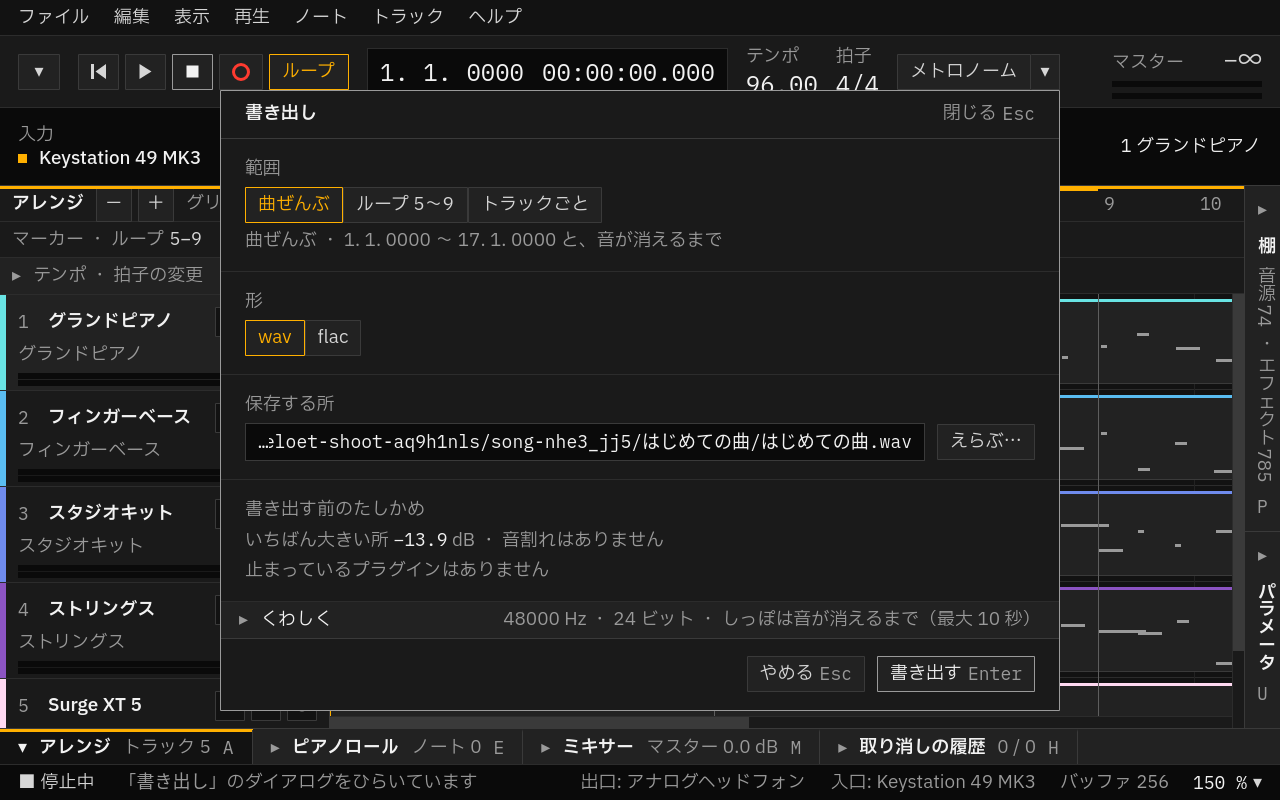 ファイル 編集 表示 再生 ノート トラック ヘルプ
ループ 1. 1. 0000 00:00:00.000 テンポ 96.00 拍子 4/4 メトロノーム マスター −∞
入力
Keystation 49 MK3
1 グランドピアノ
書き出し 閉じる Esc
範囲
曲ぜんぶ ループ 5〜9 トラックごと
曲ぜんぶ · 1. 1. 0000 〜 17. 1. 0000 と、音が消えるまで
形
wav flac
保存する所
…loet-shoot-aq9h1nls/song-nhe3_jj5/はじめての曲/はじめての曲.wav えらぶ…
書き出す前のたしかめ
いちばん大きい所 −13.9 dB · 音割れはありません
止まっているプラグインはありません
くわしく 48000 Hz · 24 ビット · しっぽは音が消えるまで（最大 10 秒）
やめる Esc 書き出す Enter
アレンジ − + グリ
9 10
マーカー · ループ 5–9
テンポ · 拍子の変更
1 グランドピアノ
グランドピアノ
2 フィンガーベース
フィンガーベース
3 スタジオキット
スタジオキット
4 ストリングス
ストリングス
5 Surge XT 5
棚 音源 74 · エフェクト 785 P
パラメータ U
アレンジ トラック 5 A ピアノロール ノート 0 E ミキサー マスター 0.0 dB M 取り消しの履歴 0 / 0 H
停止中 「書き出し」のダイアログをひらいています 出口: アナログヘッドフォン 入口: Keystation 49 MK3 バッファ 256 150 %